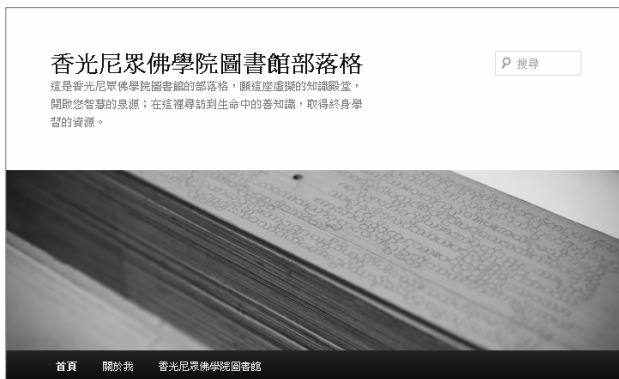 香光尼眾佛學院圖書館部落格
搜尋
這是香光尼眾佛學院圖書館的部落格,願這座虛擬的知識殿堂,
開啟您智慧的泉源;在這裡尋訪到生命中的善知識,取得終身學
習的資源。
首頁 關於我 香光尼眾佛學院圖書館